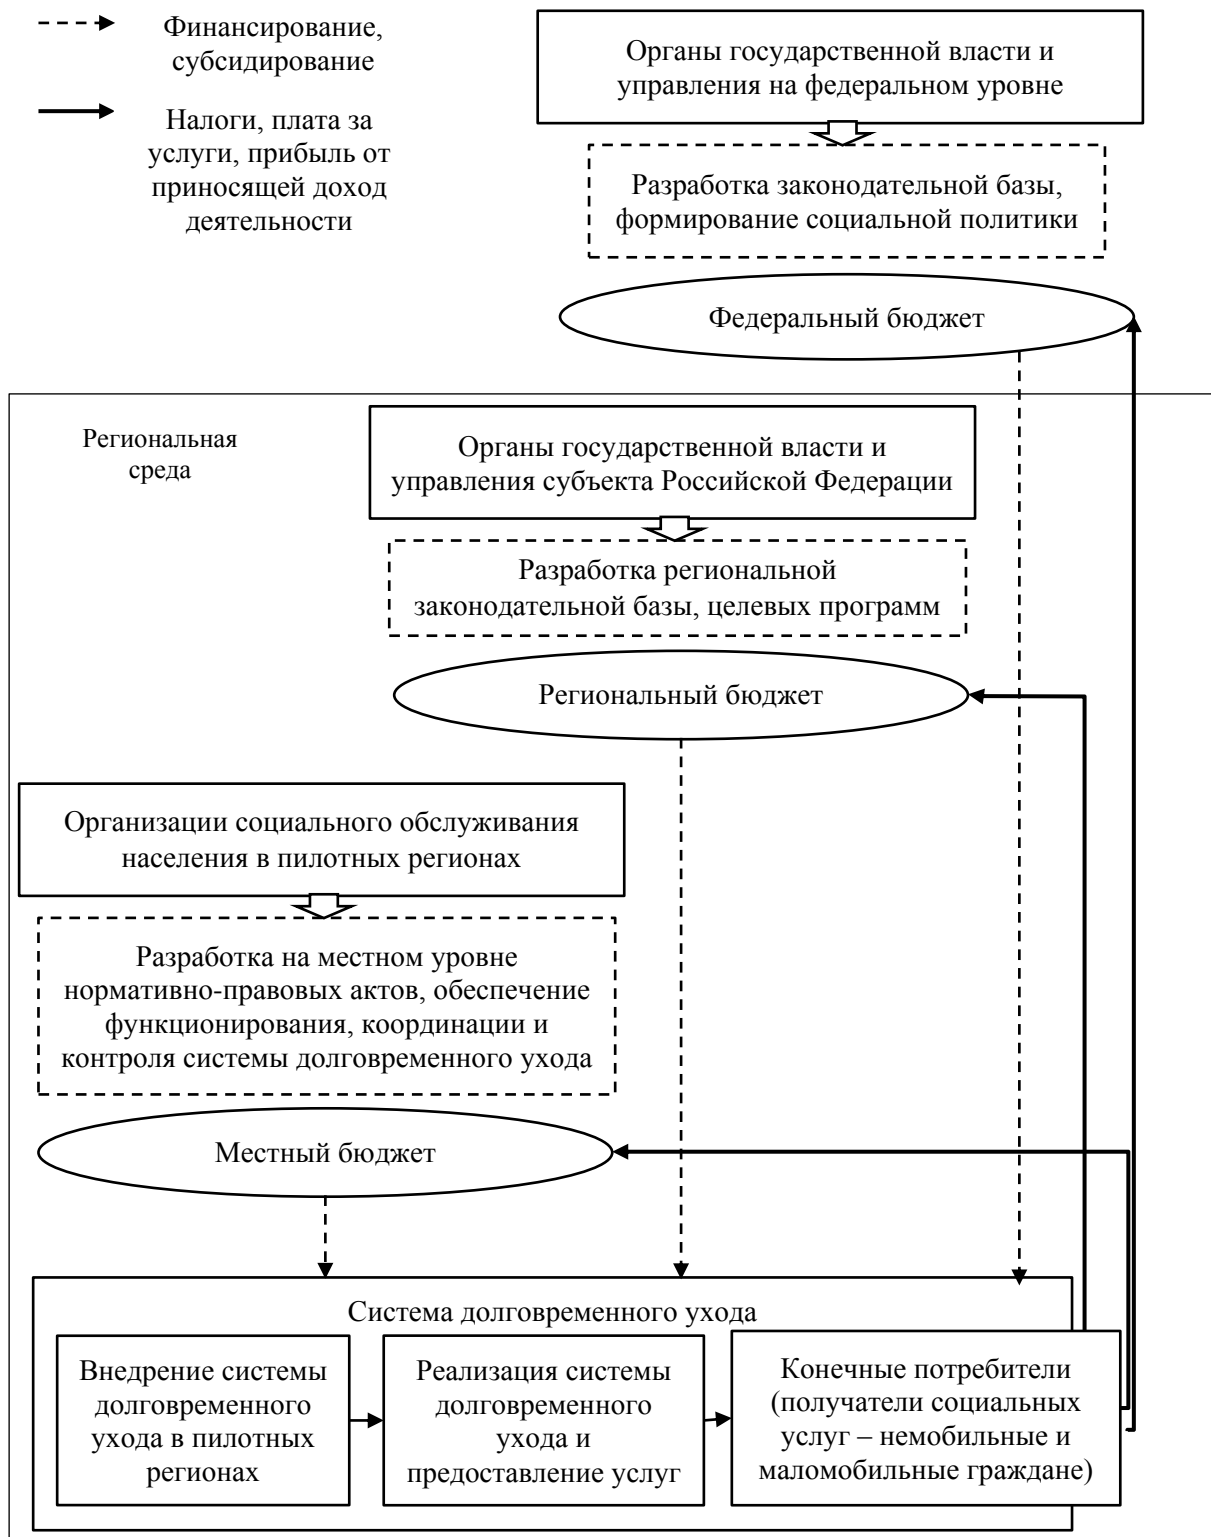 Финансирование,
субсидирование
Налоги, плата за
услуги, прибыль от
приносящей доход
деятельности
Органы государственной власти и
управления на федеральном уровне
Разработка законодательной базы,
формирование социальной политики
Федеральный бюджет
Региональная
среда
Органы государственной власти и
управления субъекта Российской Федерации
Разработка региональной
законодательной базы, целевых программ
Региональный бюджет
Организации социального обслуживания
населения в пилотных регионах
Разработка на местном уровне
нормативно-правовых актов, обеспечение
функционирования, координации и
контроля системы долговременного ухода
Местный бюджет
Система долговременного ухода
Внедрение системы
долговременного
ухода в пилотных
регионах
Реализация системы
долговременного
ухода и
предоставление услуг
Конечные потребители
(получатели социальных
услуг – немобильные и
маломобильные граждане)